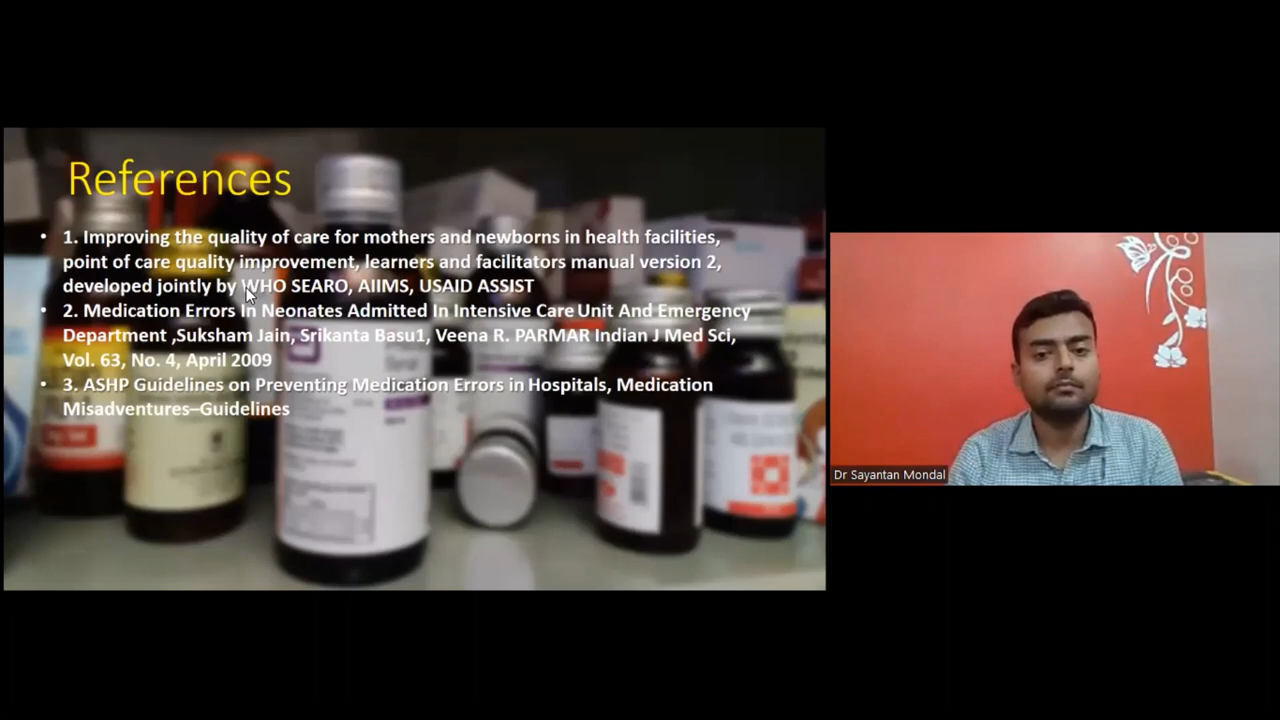 References
• 1. Improving the quality of care for mothers and newborns in health facilities,
point of care quality improvement, learners and facilitators manual version 2,
developed jointly by WHO SEARO, AIIMS, USAID ASSIST
• 2. Medication Errors In Neonates Admitted In Intensive Care Unit And Emergency
Department ,Suksham Jain, Srikanta Basu1, Veena R. PARMAR Indian J Med Sci,
Vol. 63, No. 4, April 2009
• 3. ASHP Guidelines on Preventing Medication Errors in Hospitals, Medication
Misadventures–Guidelines
Dr Sayantan Mondal